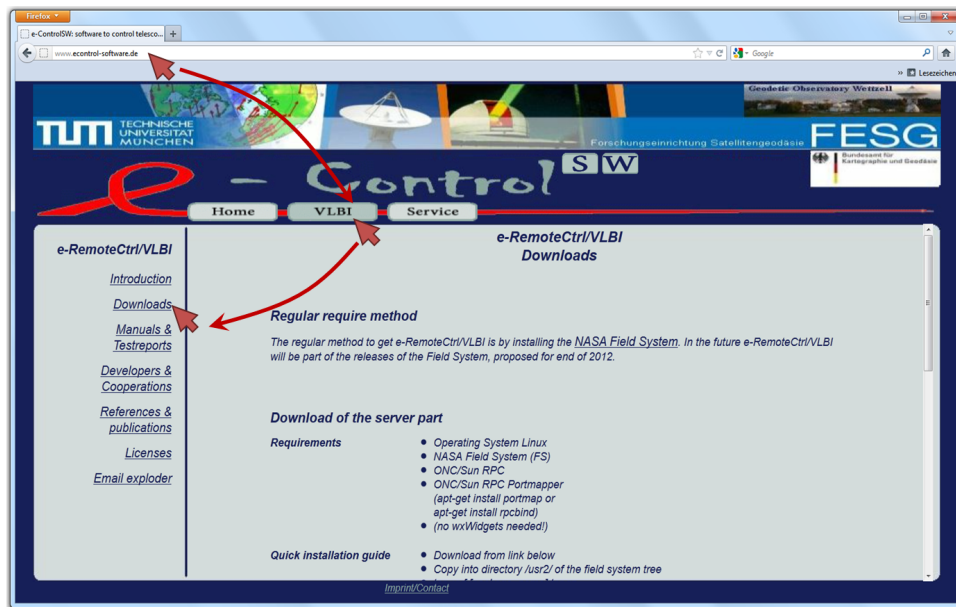 Firefox
e-ControlSW: software to control telesco...
www.econtrol-software.de
Google
» Lesezeichen
Geodetic Observatory Wettzell
TUM TECHNISCHE
UNIVERSITÄT
MÜNCHEN
Forschungseinrichtung Satellitengeodäsie
FESG
Bundesamt für
Kartographie und Geodäsie
e - Control SW
Home VLBI Service
e-RemoteCtrl/VLBI
Introduction
Downloads
Manuals &
Testreports
Developers &
Cooperations
References &
publications
Licenses
Email exploder
e-RemoteCtrl/VLBI
Downloads
Regular require method
The regular method to get e-RemoteCtrl/VLBI is by installing the NASA Field System. In the future e-RemoteCtrl/VLBI
will be part of the releases of the Field System, proposed for end of 2012.
Download of the server part
Requirements
• Operating System Linux
• NASA Field System (FS)
• ONC/Sun RPC
• ONC/Sun RPC Portmapper
(apt-get install portmap or
apt-get install rpcbind)
• (no wxWidgets needed!)
Quick installation guide
• Download from link below
• Copy into directory /usr2/ of the field system tree
Imprint/Contact